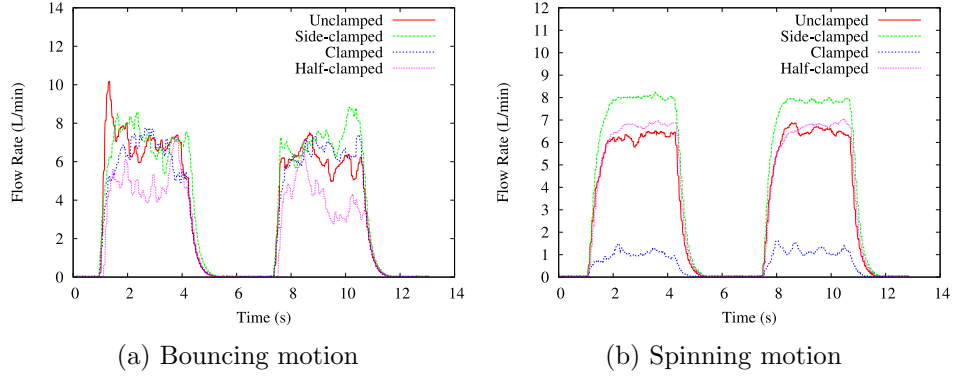 14
12
10
8
6
4
2
0
Flow Rate (L/min)
0 2 4 6 8 10 12 14
Time (s)
Unclamped
Side-clamped
Clamped
Half-clamped
(a) Bouncing motion
12
11
10
9
8
7
6
5
4
3
2
1
0
Flow Rate (L/min)
0 2 4 6 8 10 12 14
Time (s)
Unclamped
Side-clamped
Clamped
Half-clamped
(b) Spinning motion